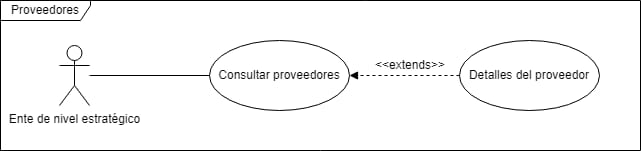 Proveedores
<<extends>>
Consultar proveedores
Detalles del proveedor
Ente de nivel estratégico